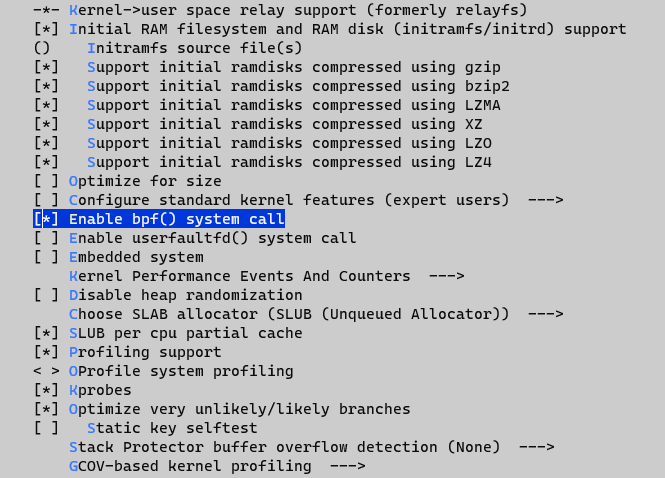 -*- Kernel->user space relay support (formerly relayfs)
[*] Initial RAM filesystem and RAM disk (initramfs/initrd) support
()    Initramfs source file(s)
[*]   Support initial ramdisks compressed using gzip
[*]   Support initial ramdisks compressed using bzip2
[*]   Support initial ramdisks compressed using LZMA
[*]   Support initial ramdisks compressed using XZ
[*]   Support initial ramdisks compressed using LZO
[*]   Support initial ramdisks compressed using LZ4
[ ] Optimize for size
[ ] Configure standard kernel features (expert users)  --->
[*] Enable bpf() system call
[ ] Enable userfaultfd() system call
[ ] Embedded system
    Kernel Performance Events And Counters  --->
[ ] Disable heap randomization
    Choose SLAB allocator (SLUB (Unqueued Allocator))  --->
[*] SLUB per cpu partial cache
[*] Profiling support
< > OProfile system profiling
[*] Kprobes
[*] Optimize very unlikely/likely branches
[ ]   Static key selftest
    Stack Protector buffer overflow detection (None)  --->
    GCOV-based kernel profiling  --->